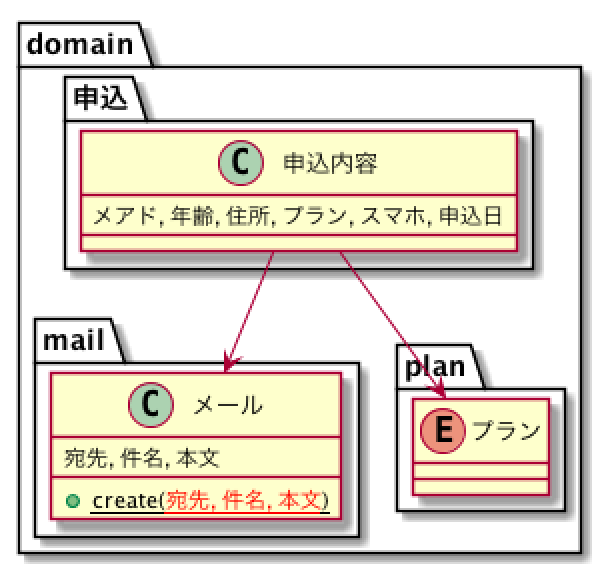 domain
申込
C 申込内容
メアド, 年齢, 住所, プラン, スマホ, 申込日
mail
C メール
宛先, 件名, 本文
create(宛先, 件名, 本文)
plan
E プラン